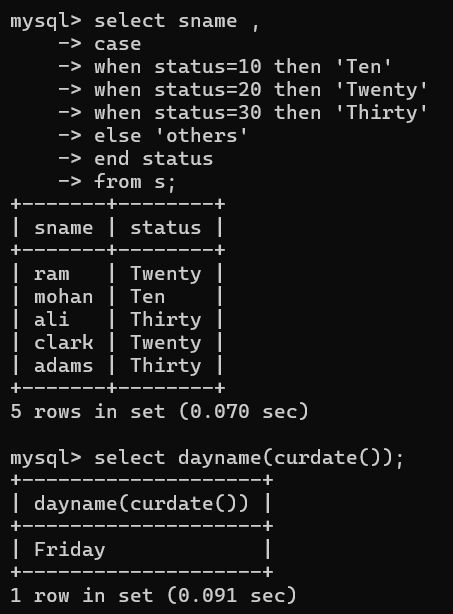 mysql> select sname ,
    -> case
    -> when status=10 then 'Ten'
    -> when status=20 then 'Twenty'
    -> when status=30 then 'Thirty'
    -> else 'others'
    -> end status
    -> from s;
+-------+--------+
| sname | status |
+-------+--------+
| ram   | Twenty |
| mohan | Ten    |
| ali   | Thirty |
| clark | Twenty |
| adams | Thirty |
+-------+--------+
5 rows in set (0.070 sec)

mysql> select dayname(curdate());
+--------------------+
| dayname(curdate()) |
+--------------------+
| Friday             |
+--------------------+
1 row in set (0.091 sec)